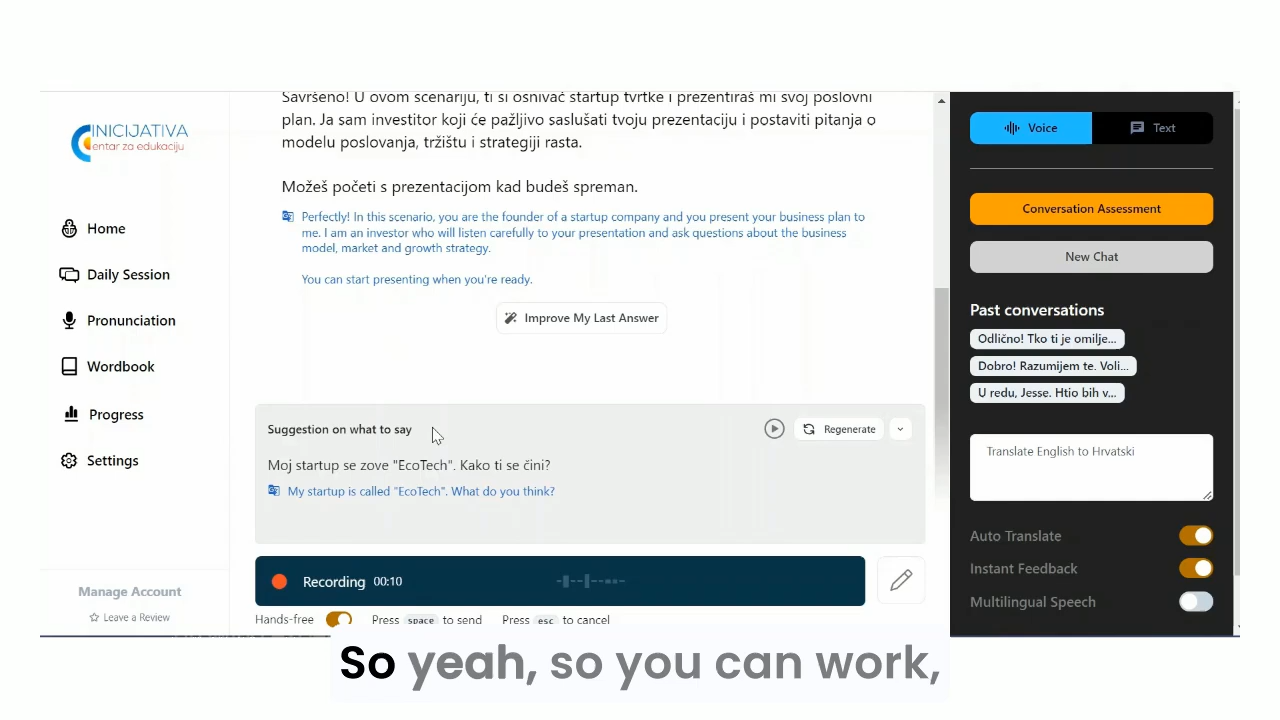 INICIJATIVA
entar za edukaciju
Home
Daily Session
Pronunciation
Wordbook
Progress
Settings
Manage Account
Leave a Review
Savršeno! U ovom scenariju, ti si osnivač startup tvrtke i prezentiraš mi svoj poslovni
plan. Ja sam investitor koji će pažljivo saslušati tvoju prezentaciju i postaviti pitanja o
modelu poslovanja, tržištu i strategiji rasta.
Možeš početi s prezentacijom kad budeš spreman.
Perfectly! In this scenario, you are the founder of a startup company and you present your business plan to
me. I am an investor who will listen carefully to your presentation and ask questions about the business
model, market and growth strategy.
You can start presenting when you're ready.
Improve My Last Answer
Suggestion on what to say
Regenerate
Moj startup se zove "EcoTech". Kako ti se čini?
My startup is called "EcoTech". What do you think?
Recording 00:10
Hands-free Press space to send Press esc to cancel
Voice
Text
Conversation Assessment
New Chat
Past conversations
Odlično! Tko ti je omilje...
Dobro! Razumijem te. Voli...
U redu, Jesse. Htio bih v...
Translate English to Hrvatski
Auto Translate
Instant Feedback
Multilingual Speech
So yeah, so you can work,